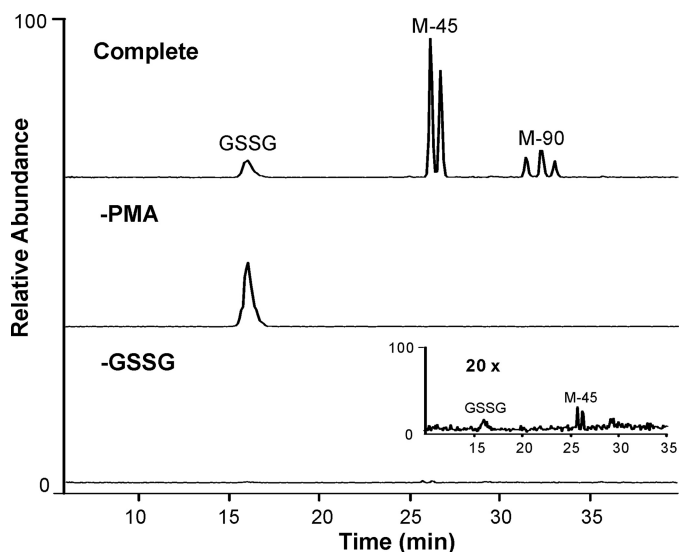 100
M-45
Complete
GSSG
M-90
-PMA
-GSSG
100
20 x
GSSG
M-45
0
15 20 25 30 35
0
10 15 20 25 30 35
Time (min)
Relative Abundance